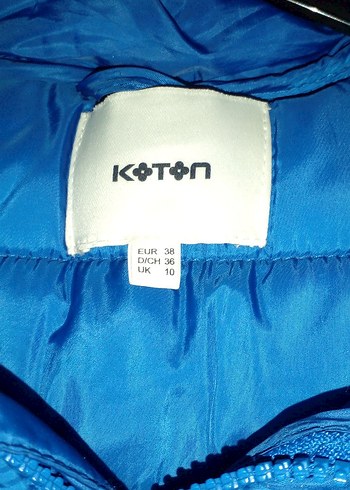 KOTON
EUR 38
D/CH 36
UK 10